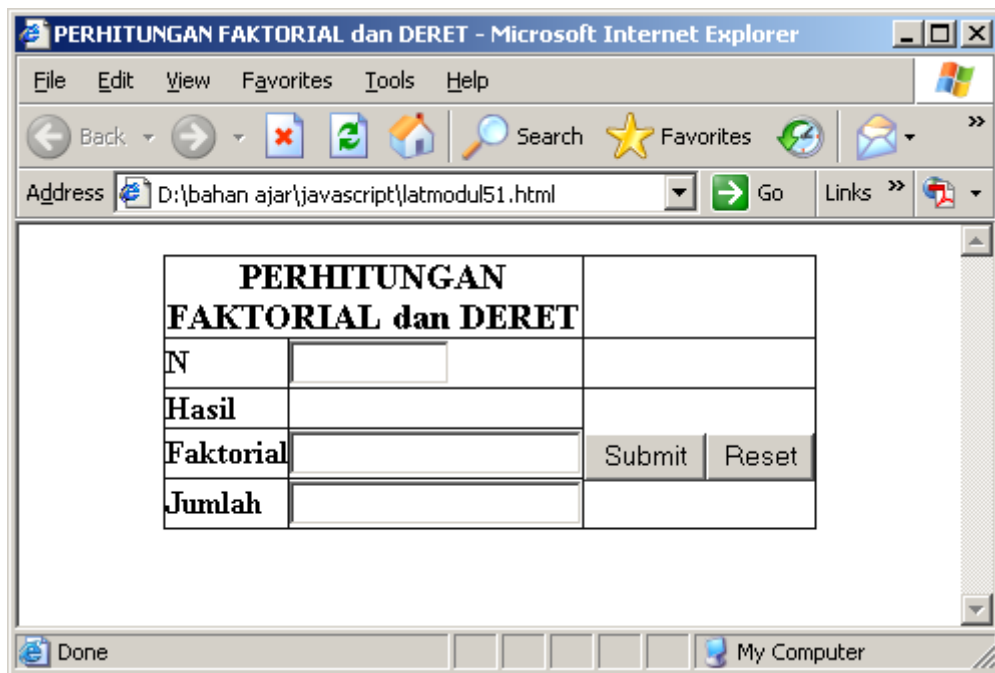 PERHITUNGAN FAKTORIAL dan DERET - Microsoft Internet Explorer
File Edit View Favorites Tools Help
Back Search Favorites »
Address D:\bahan ajar\javascript\latmodul51.html Go Links »
PERHITUNGAN
FAKTORIAL dan DERET
N
Hasil
Faktorial Submit Reset
Jumlah
Done My Computer